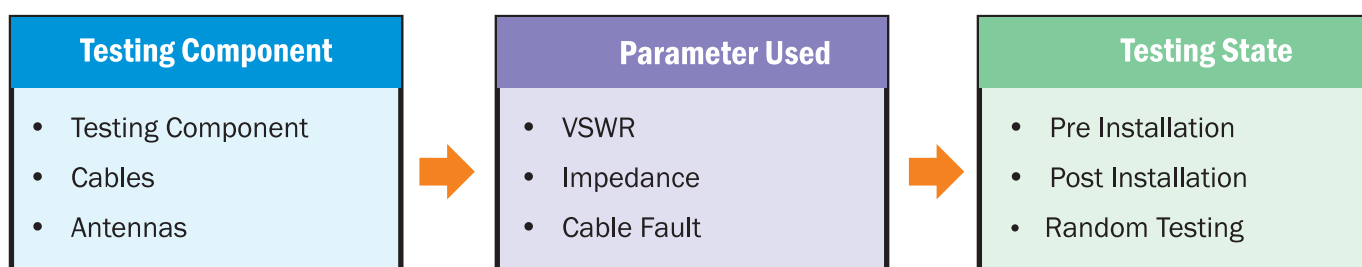 Testing Component
• Testing Component
• Cables
• Antennas
Parameter Used
• VSWR
• Impedance
• Cable Fault
Testing State
• Pre Installation
• Post Installation
• Random Testing